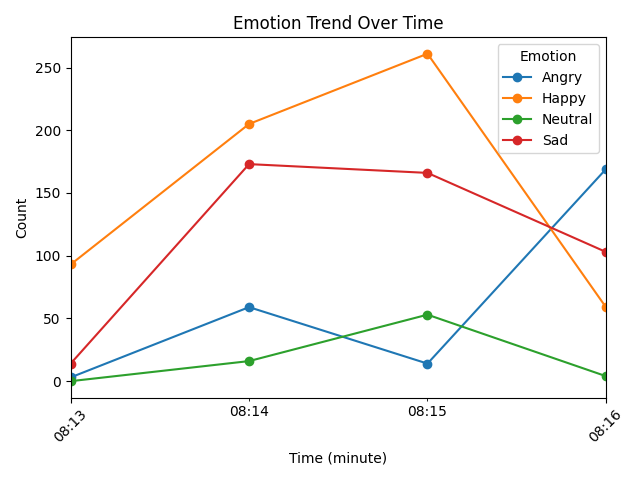 Emotion Trend Over Time
Emotion
Angry
Happy
Neutral
Sad
Count
250
200
150
100
50
0
08:13
08:14
08:15
08:16
Time (minute)